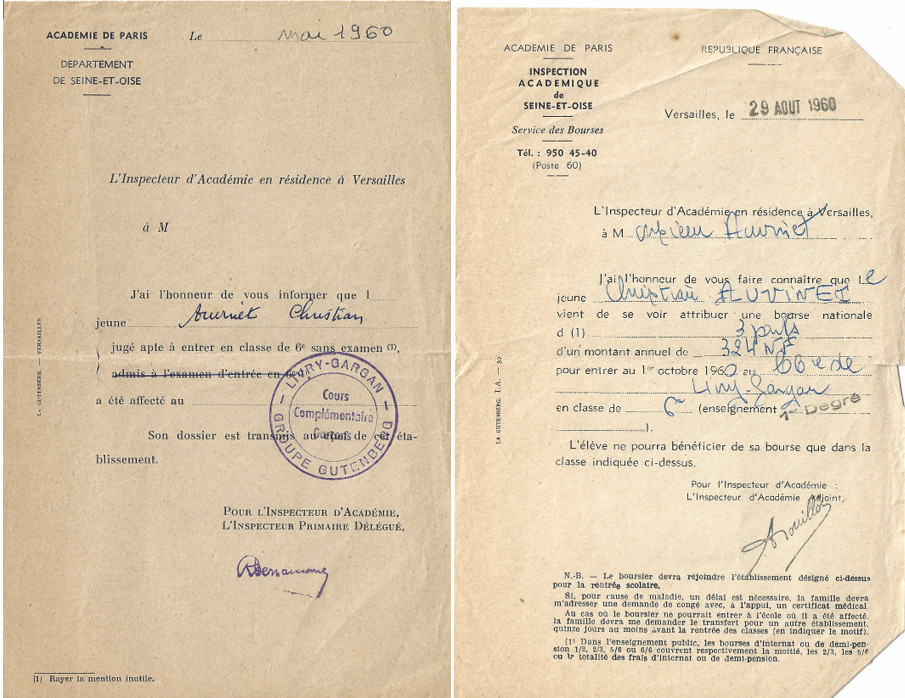 ACADEMIE DE PARIS
DEPARTEMENT
DE SEINE-ET-OISE
Le mai 1960
L'Inspecteur d'Académie en résidence à Versailles
à M
J'ai l'honneur de vous informer que l
jeune Auvinet Christian
jugé apte à entrer en classe de 6e sans examen (1),
admis à l'examen d'entrée en 6e,
a été affecté au
Son dossier est transmis au de cet éta-
blissement.
LIVRY-GARGAN
Cours
Complémentaire
Garçons
GROUPE GUTENBERG
POUR L'INSPECTEUR D'ACADÉMIE,
L'INSPECTEUR PRIMAIRE DÉLÉGUÉ,
(1) Rayer la mention inutile.
LA GUTENBERG. — VERSAILLES
ACADEMIE DE PARIS
INSPECTION
ACADEMIQUE
de
SEINE-ET-OISE
Service des Bourses
Tél. : 950 45-40
(Poste 60)
REPUBLIQUE FRANÇAISE
Versailles, le 29 AOUT 1960
L'Inspecteur d'Académie en résidence à Versailles,
à Monsieur Auvinet
J'ai l'honneur de vous faire connaître que le
jeune Christian AUVINET
vient de se voir attribuer une bourse nationale
d (1) 3 parts
d'un montant annuel de 324 NF
pour entrer au 1er octobre 1960 au de
Livry-Gargan
en classe de 6e (enseignement 1er Degré
).
L'élève ne pourra bénéficier de sa bourse que dans la
classe indiquée ci-dessus.
Pour l'Inspecteur d'Académie :
L'Inspecteur d'Académie Adjoint,
N.-B. — Le boursier devra rejoindre l'établissement désigné ci-dessus
pour la rentrée scolaire,
Si, pour cause de maladie, un délai est nécessaire, la famille devra
m'adresser une demande de congé avec, à l'appui, un certificat médical.
Au cas où le boursier ne pourrait entrer à l'école où il a été affecté,
la famille devra me demander le transfert pour un autre établissement,
quinze jours au moins avant la rentrée des classes (en indiquer le motif).
(1) Dans l'enseignement public, les bourses d'internat ou de demi-pen-
sion 1/2, 2/3, 5/6 ou 6/6 couvrent respectivement la moitié, les 2/3, les 5/6
ou la totalité des frais d'internat ou de demi-pension.
LA GUTENBERG. I.A. - 50